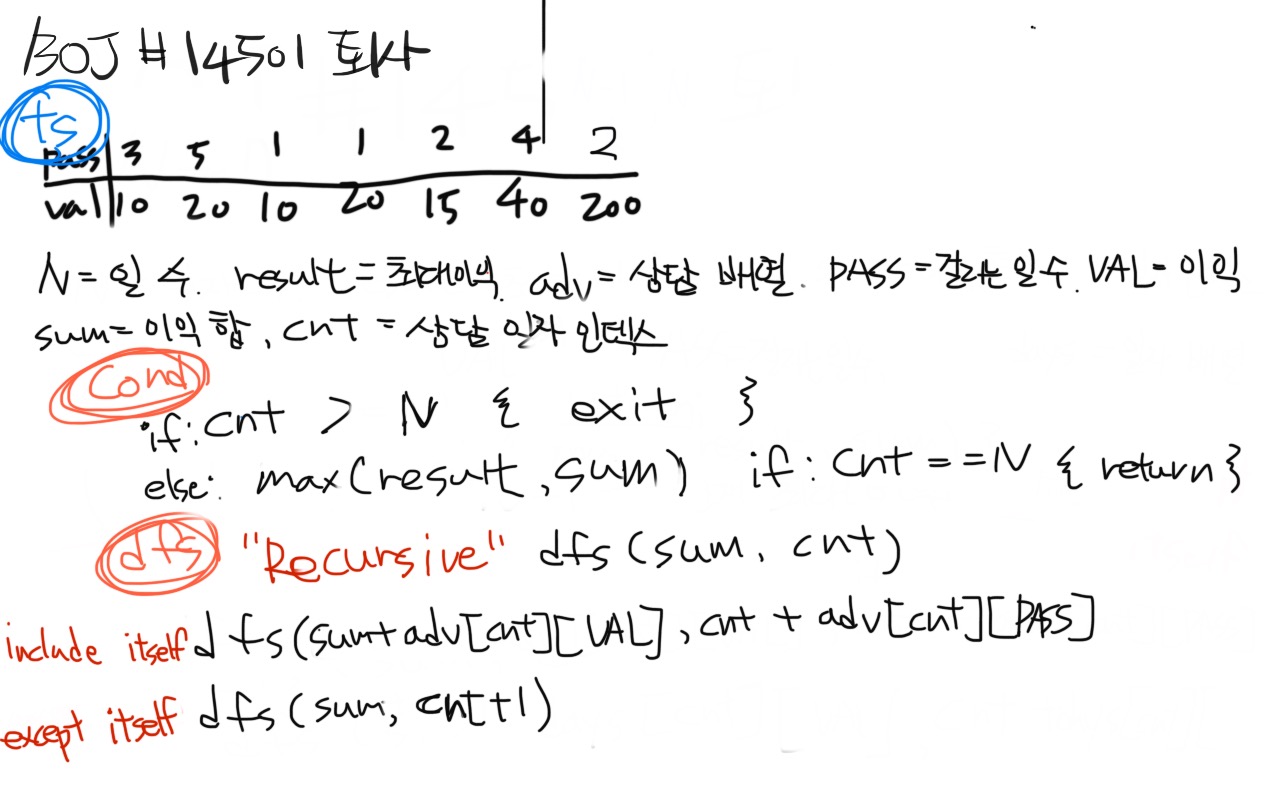 BOJ #14501 퇴사
ts
pass 3 5 1 1 2 4 2
val 10 20 10 20 15 40 200
N = 일 수. result = 최대이익. adv = 상담 배열. PASS = 걸리는 일 수. VAL = 이익
sum = 이익 합, cnt = 상담 일자 인덱스
Cond
if: cnt > N { exit }
else: max(result, sum) if: cnt == N { return }
dfs "Recursive" dfs(sum, cnt)
include itself dfs(sum+adv[cnt][VAL], cnt + adv[cnt][PASS]
except itself dfs(sum, cnt+1)